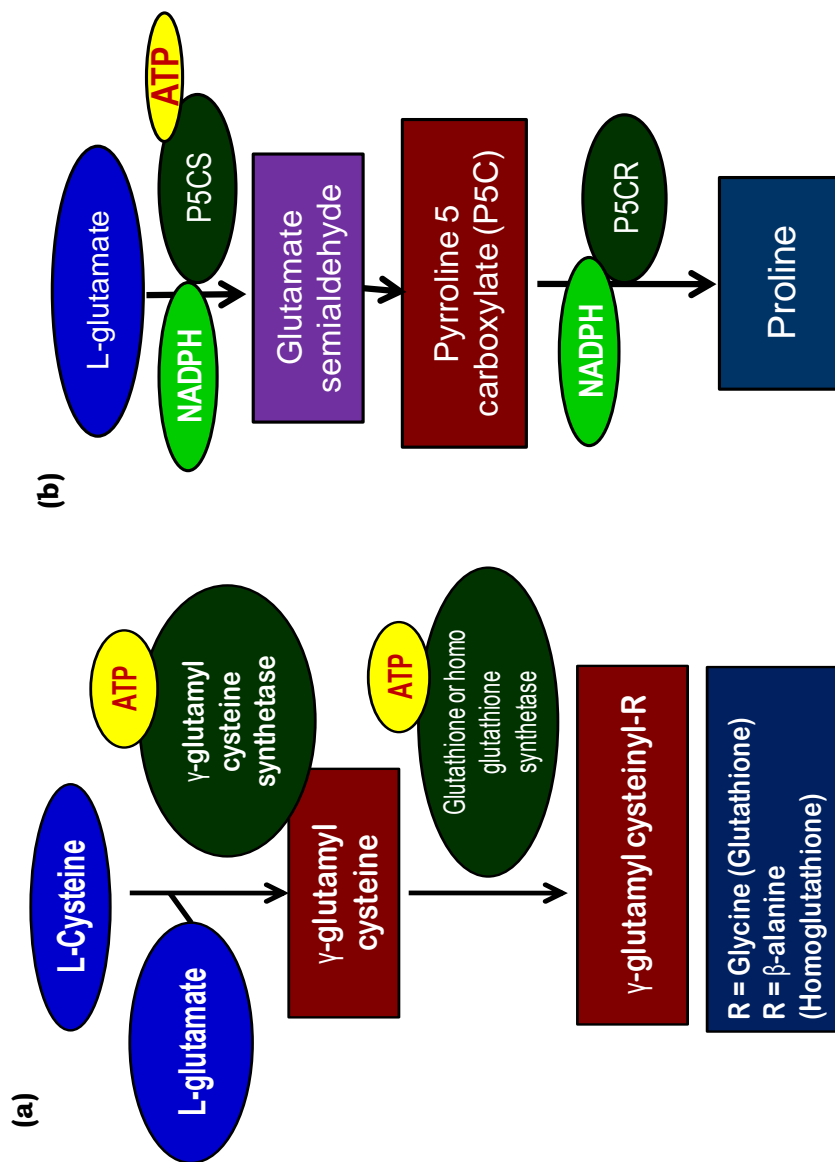 (a)
L-Cysteine
L-glutamate
ATP
γ-glutamyl
cysteine
synthetase
γ-glutamyl
cysteine
ATP
Glutathione or homo
glutathione
synthetase
γ-glutamyl cysteinyl-R
R = Glycine (Glutathione)
R = β-alanine
(Homoglutathione)
(b)
L-glutamate
ATP
P5CS
NADPH
Glutamate
semialdehyde
Pyrroline 5
carboxylate (P5C)
NADPH
P5CR
Proline